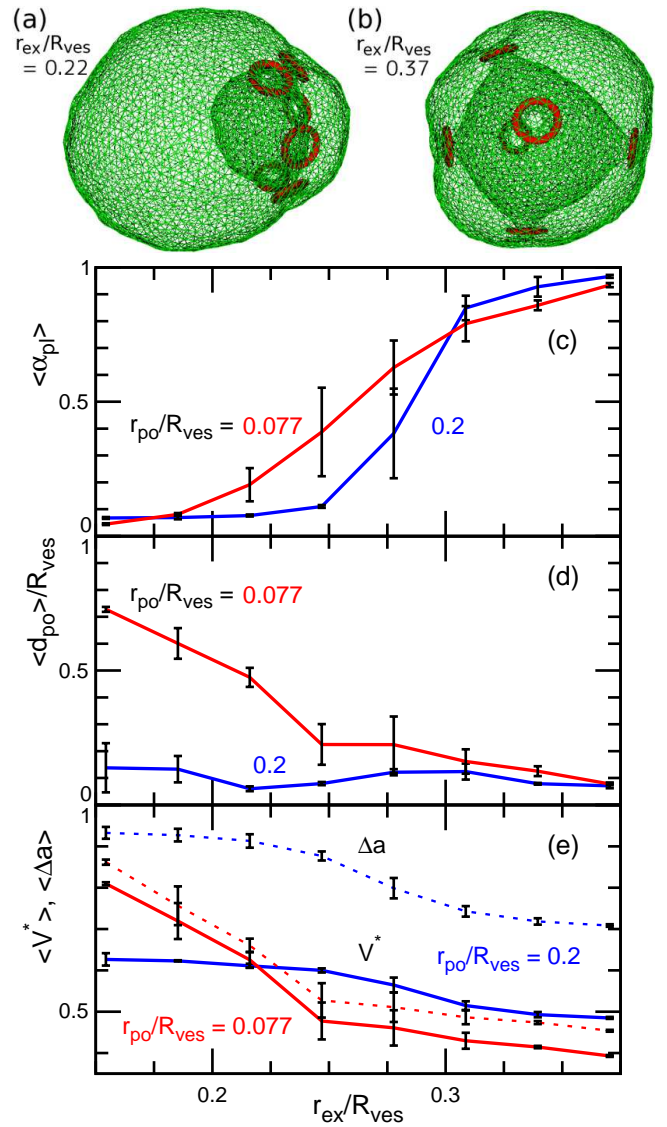 (a)
r_ex/R_ves
= 0.22
(b)
r_ex/R_ves
= 0.37
1
(c)
<α_pl>
0.5
r_po/R_ves = 0.077
0.2
0
1
(d)
r_po/R_ves = 0.077
<d_po>/R_ves
0.5
0.2
0
1
(e)
Δa
<V*>, <Δa>
V*
r_po/R_ves = 0.2
0.5
r_po/R_ves = 0.077
0.2
0.3
r_ex/R_ves